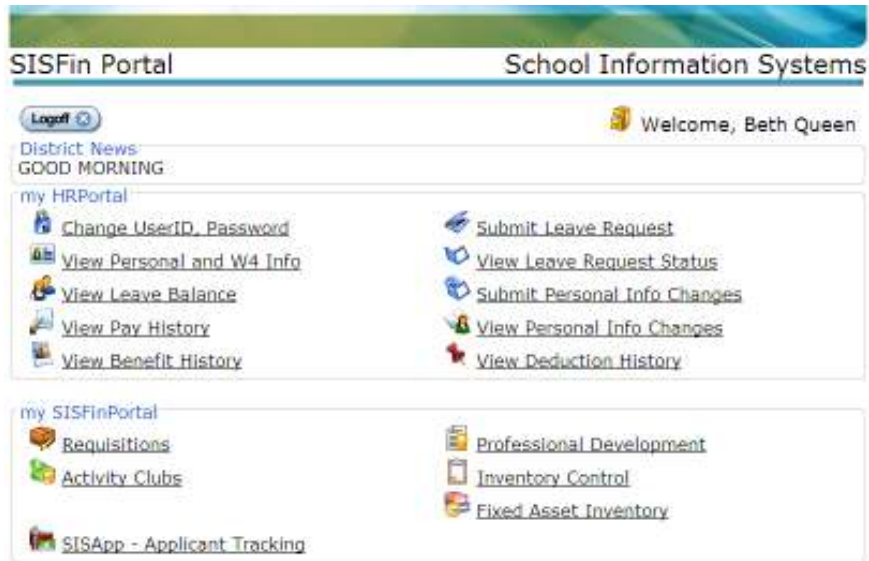 SISFin Portal School Information Systems
Logoff Welcome, Beth Queen
District News
GOOD MORNING
my HRPortal
Change UserID, Password Submit Leave Request
View Personal and W4 Info View Leave Request Status
View Leave Balance Submit Personal Info Changes
View Pay History View Personal Info Changes
View Benefit History View Deduction History
my SISFinPortal
Requisitions Professional Development
Activity Clubs Inventory Control
Fixed Asset Inventory
SISApp - Applicant Tracking